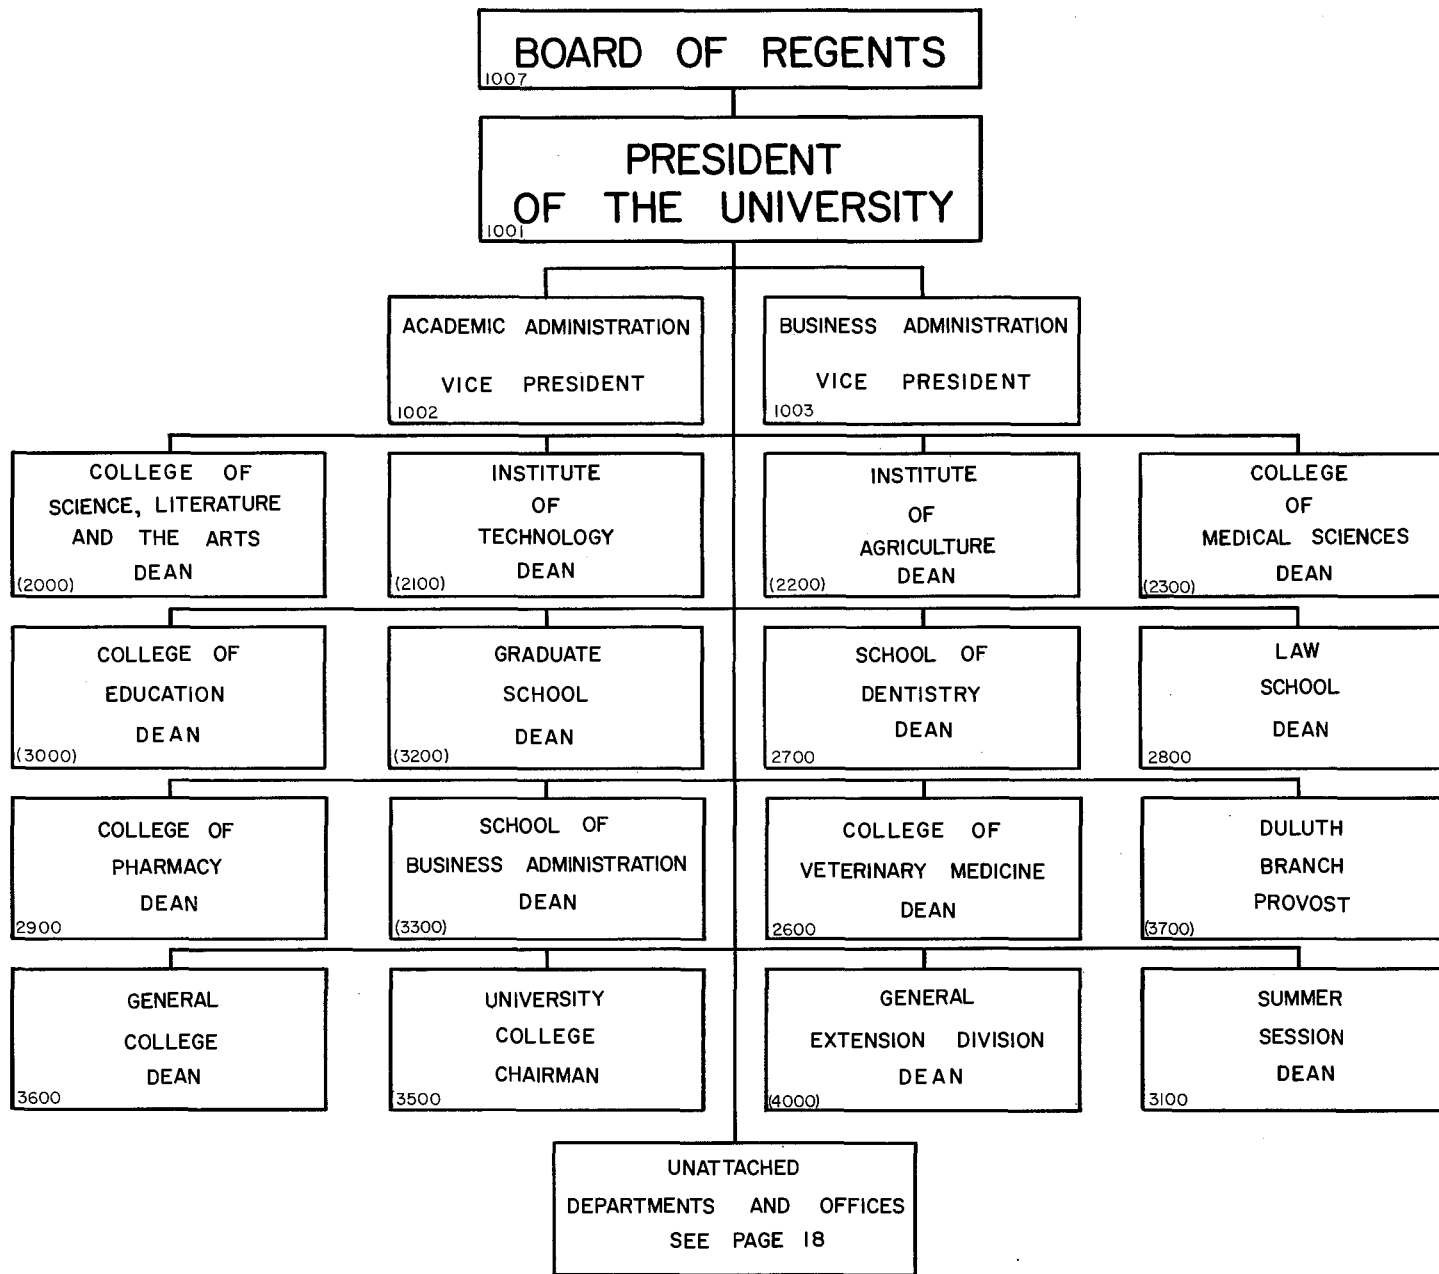 BOARD OF REGENTS
1007
PRESIDENT
OF THE UNIVERSITY
1001
ACADEMIC ADMINISTRATION
VICE PRESIDENT
1002
BUSINESS ADMINISTRATION
VICE PRESIDENT
1003
COLLEGE OF
SCIENCE, LITERATURE
AND THE ARTS
DEAN
(2000)
INSTITUTE
OF
TECHNOLOGY
DEAN
(2100)
INSTITUTE
OF
AGRICULTURE
DEAN
(2200)
COLLEGE
OF
MEDICAL SCIENCES
DEAN
(2300)
COLLEGE OF
EDUCATION
DEAN
(3000)
GRADUATE
SCHOOL
DEAN
(3200)
SCHOOL OF
DENTISTRY
DEAN
2700
LAW
SCHOOL
DEAN
2800
COLLEGE OF
PHARMACY
DEAN
2900
SCHOOL OF
BUSINESS ADMINISTRATION
DEAN
(3300)
COLLEGE OF
VETERINARY MEDICINE
DEAN
2600
DULUTH
BRANCH
PROVOST
(3700)
GENERAL
COLLEGE
DEAN
3600
UNIVERSITY
COLLEGE
CHAIRMAN
3500
GENERAL
EXTENSION DIVISION
DEAN
(4000)
SUMMER
SESSION
DEAN
3100
UNATTACHED
DEPARTMENTS AND OFFICES
SEE PAGE 18